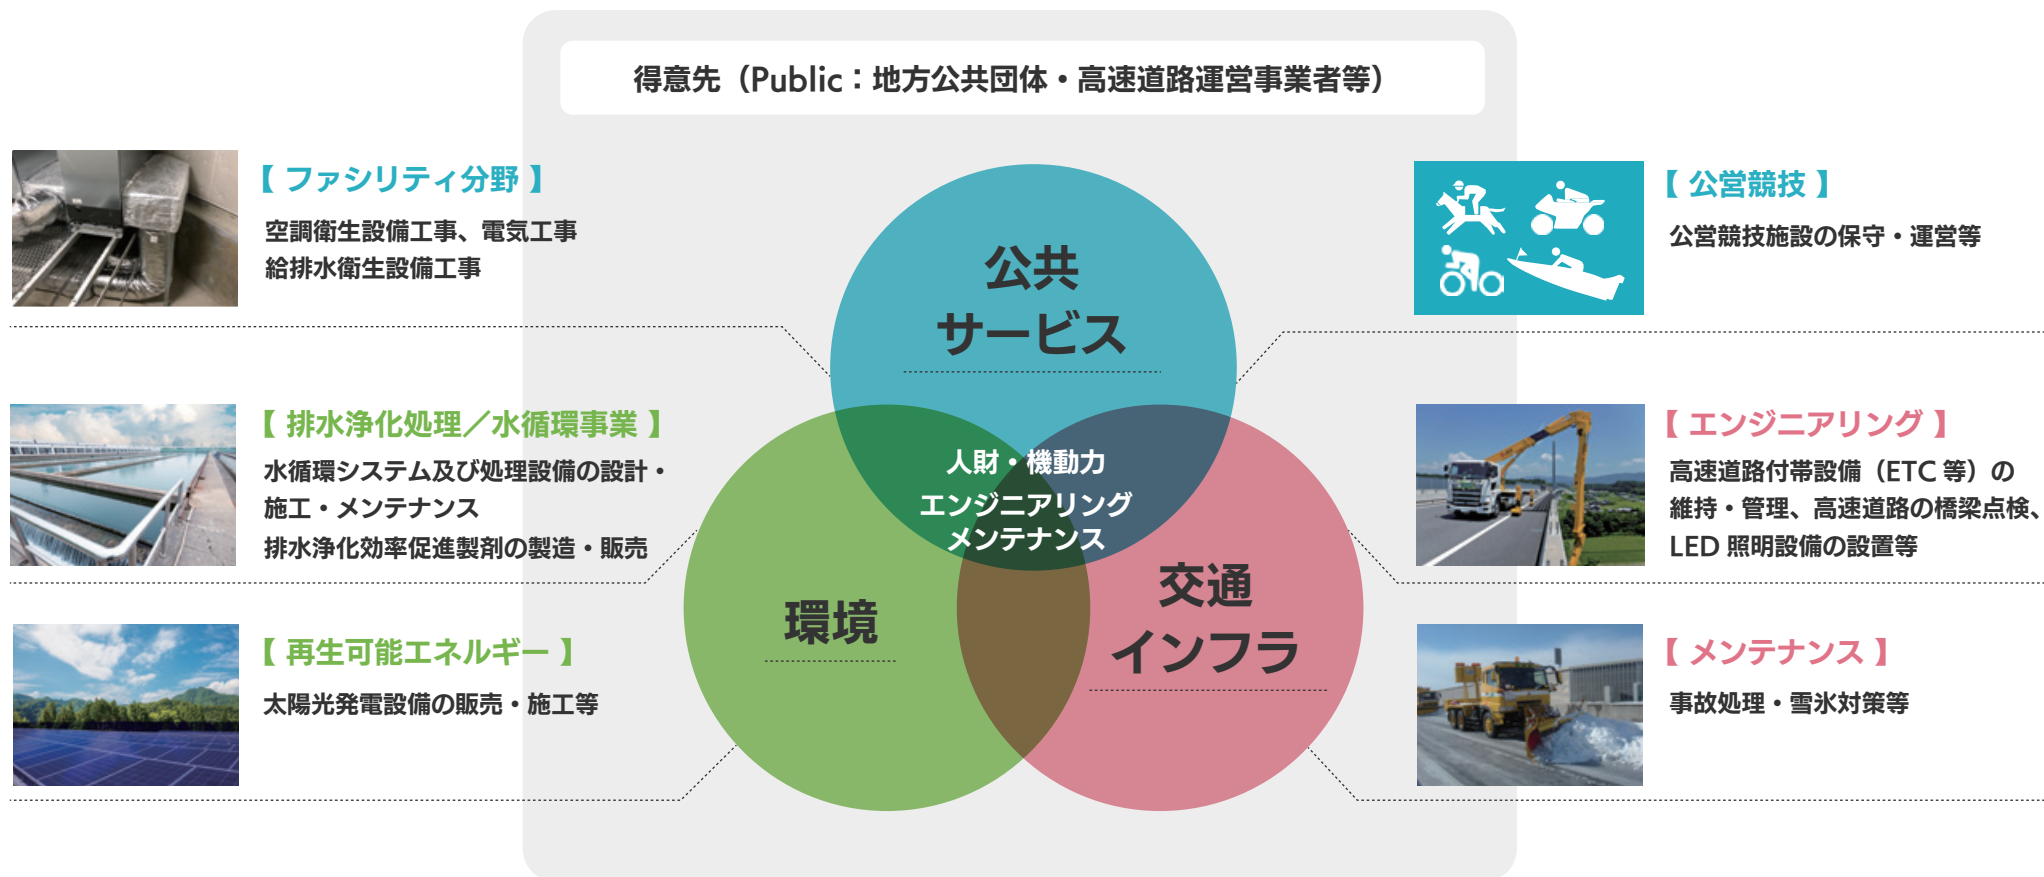 得意先（Public：地方公共団体・高速道路運営事業者等）
【 ファシリティ分野 】
空調衛生設備工事、電気工事
給排水衛生設備工事
【 排水浄化処理／水循環事業 】
水循環システム及び処理設備の設計・
施工・メンテナンス
排水浄化効率促進製剤の製造・販売
【 再生可能エネルギー 】
太陽光発電設備の販売・施工等
公共
サービス
人財・機動力
エンジニアリング
メンテナンス
環境
交通
インフラ
【 公営競技 】
公営競技施設の保守・運営等
【 エンジニアリング 】
高速道路付帯設備（ETC 等）の
維持・管理、高速道路の橋梁点検、
LED 照明設備の設置等
【 メンテナンス 】
事故処理・雪氷対策等